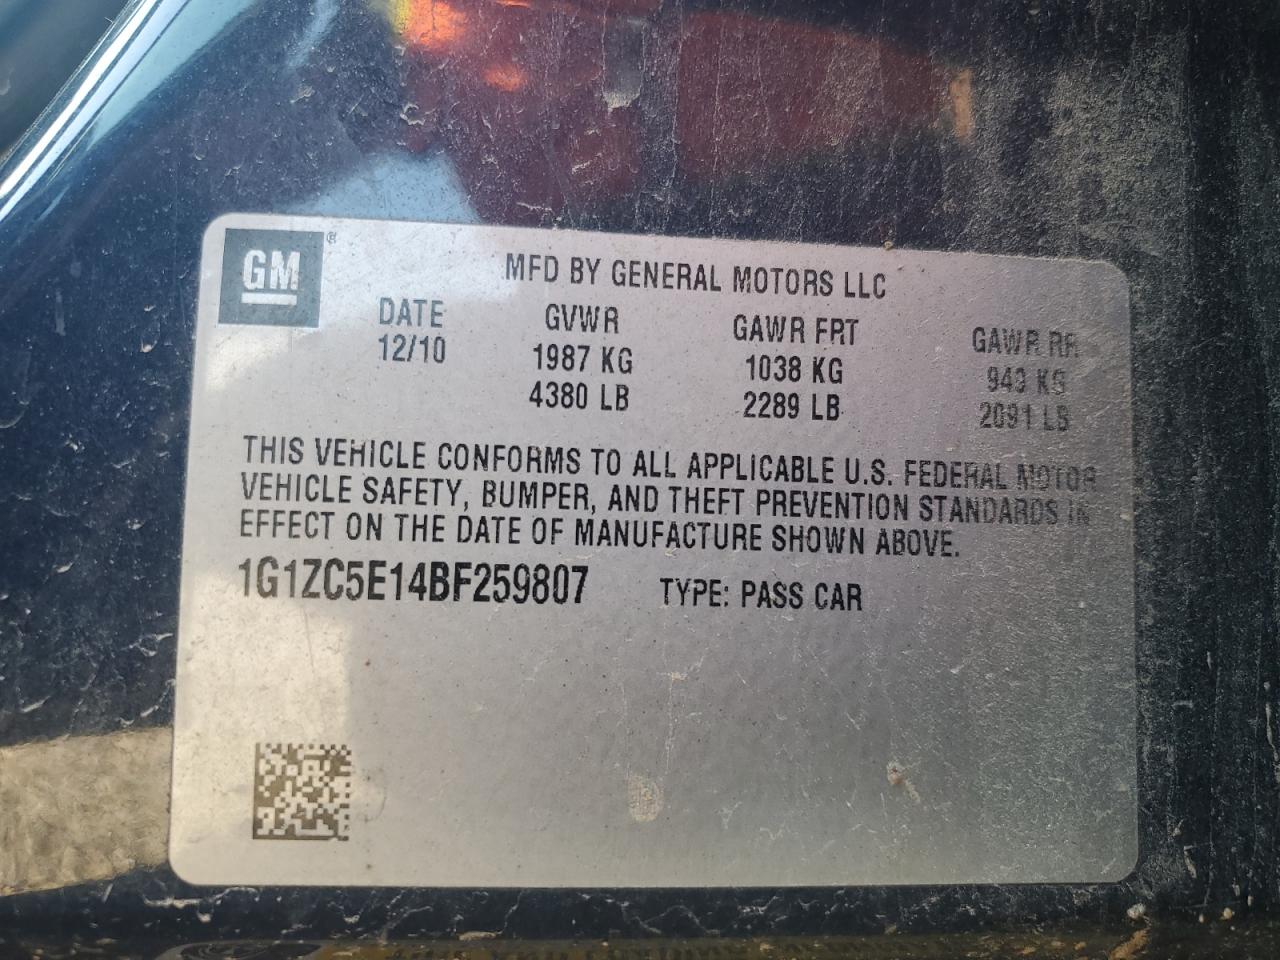 GM ®
MFD BY GENERAL MOTORS LLC
DATE GVWR GAWR FRT GAWR RR
12/10 1987 KG 1038 KG 949 KG
4380 LB 2289 LB 2091 LB
THIS VEHICLE CONFORMS TO ALL APPLICABLE U.S. FEDERAL MOTOR
VEHICLE SAFETY, BUMPER, AND THEFT PREVENTION STANDARDS IN
EFFECT ON THE DATE OF MANUFACTURE SHOWN ABOVE.
1G1ZC5E14BF259807 TYPE: PASS CAR